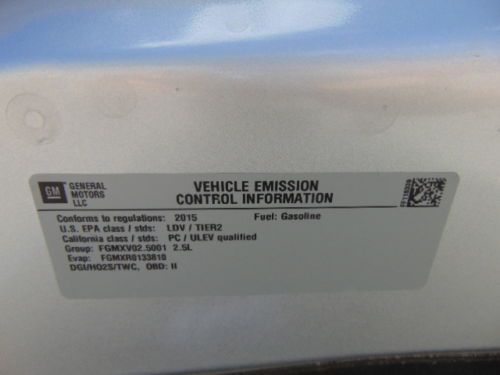 GM
GENERAL MOTORS LLC
VEHICLE EMISSION
CONTROL INFORMATION
Conforms to regulations: 2015 Fuel: Gasoline
U.S. EPA class / stds: LDV / TIER2
California class / stds: PC / ULEV qualified
Group: FGMXV02.5001 2.5L
Evap: FGMXR0133810
DGI/HO2S/TWC, OBD: II